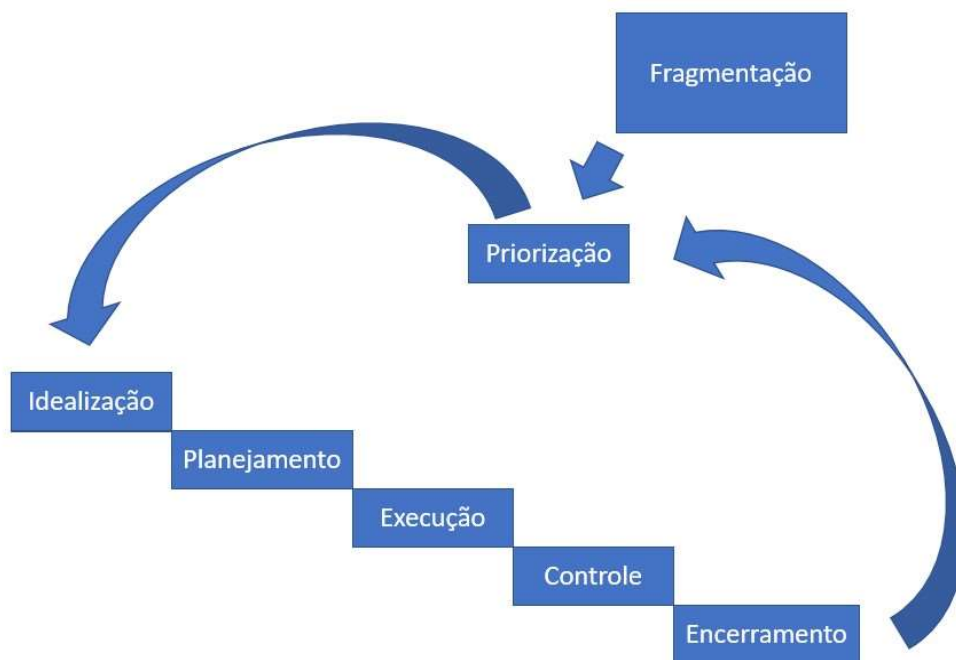 Fragmentação
Priorização
Idealização
Planejamento
Execução
Controle
Encerramento